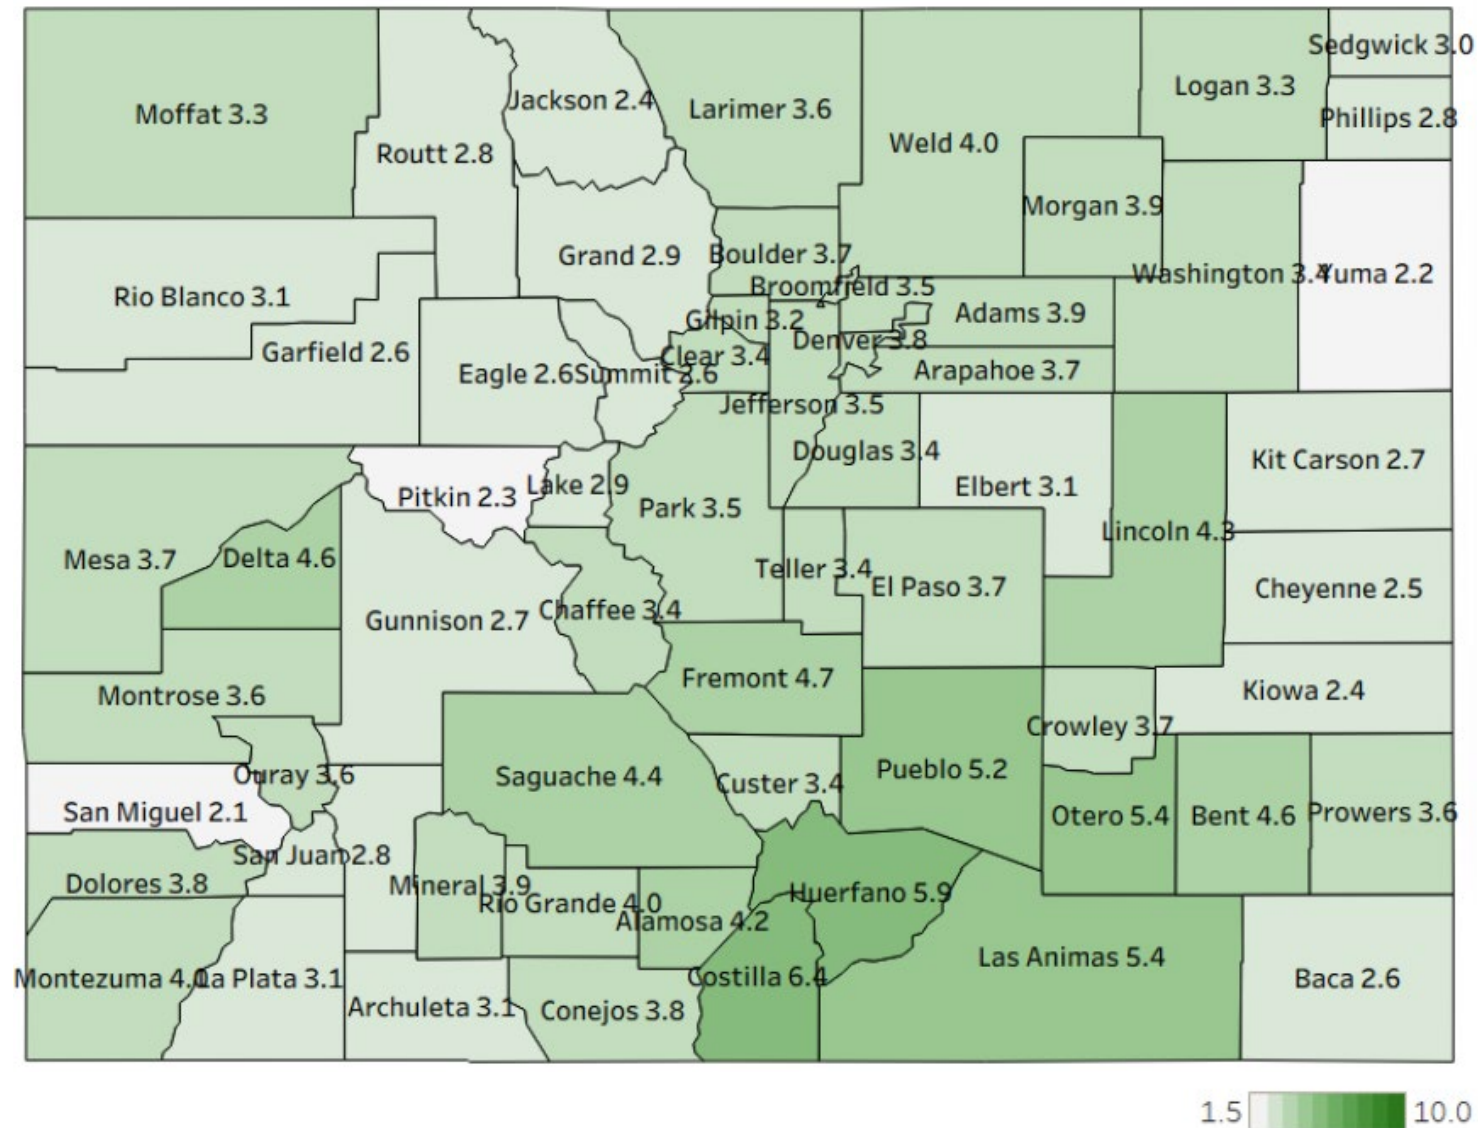 Sedgwick 3.0
Logan 3.3
Jackson 2.4
Larimer 3.6
Moffat 3.3
Phillips 2.8
Weld 4.0
Routt 2.8
Morgan 3.9
Grand 2.9
Boulder 3.7
Washington 3.4
Yuma 2.2
Broomfield 3.5
Rio Blanco 3.1
Adams 3.9
Gilpin 3.2
Denver 3.8
Garfield 2.6
Clear 3.4
Arapahoe 3.7
Eagle 2.6
Summit 2.6
Jefferson 3.5
Douglas 3.4
Kit Carson 2.7
Elbert 3.1
Lake 2.9
Pitkin 2.3
Park 3.5
Lincoln 4.3
Mesa 3.7
Delta 4.6
Teller 3.4
El Paso 3.7
Cheyenne 2.5
Chaffee 3.4
Gunnison 2.7
Fremont 4.7
Kiowa 2.4
Montrose 3.6
Crowley 3.7
Pueblo 5.2
Ouray 3.6
Saguache 4.4
Custer 3.4
San Miguel 2.1
Otero 5.4
Bent 4.6
Prowers 3.6
San Juan 2.8
Dolores 3.8
Mineral 3.9
Huerfano 5.9
Rio Grande 4.0
Alamosa 4.2
Las Animas 5.4
Montezuma 4.0
La Plata 3.1
Costilla 6.4
Baca 2.6
Archuleta 3.1
Conejos 3.8
1.5
10.0